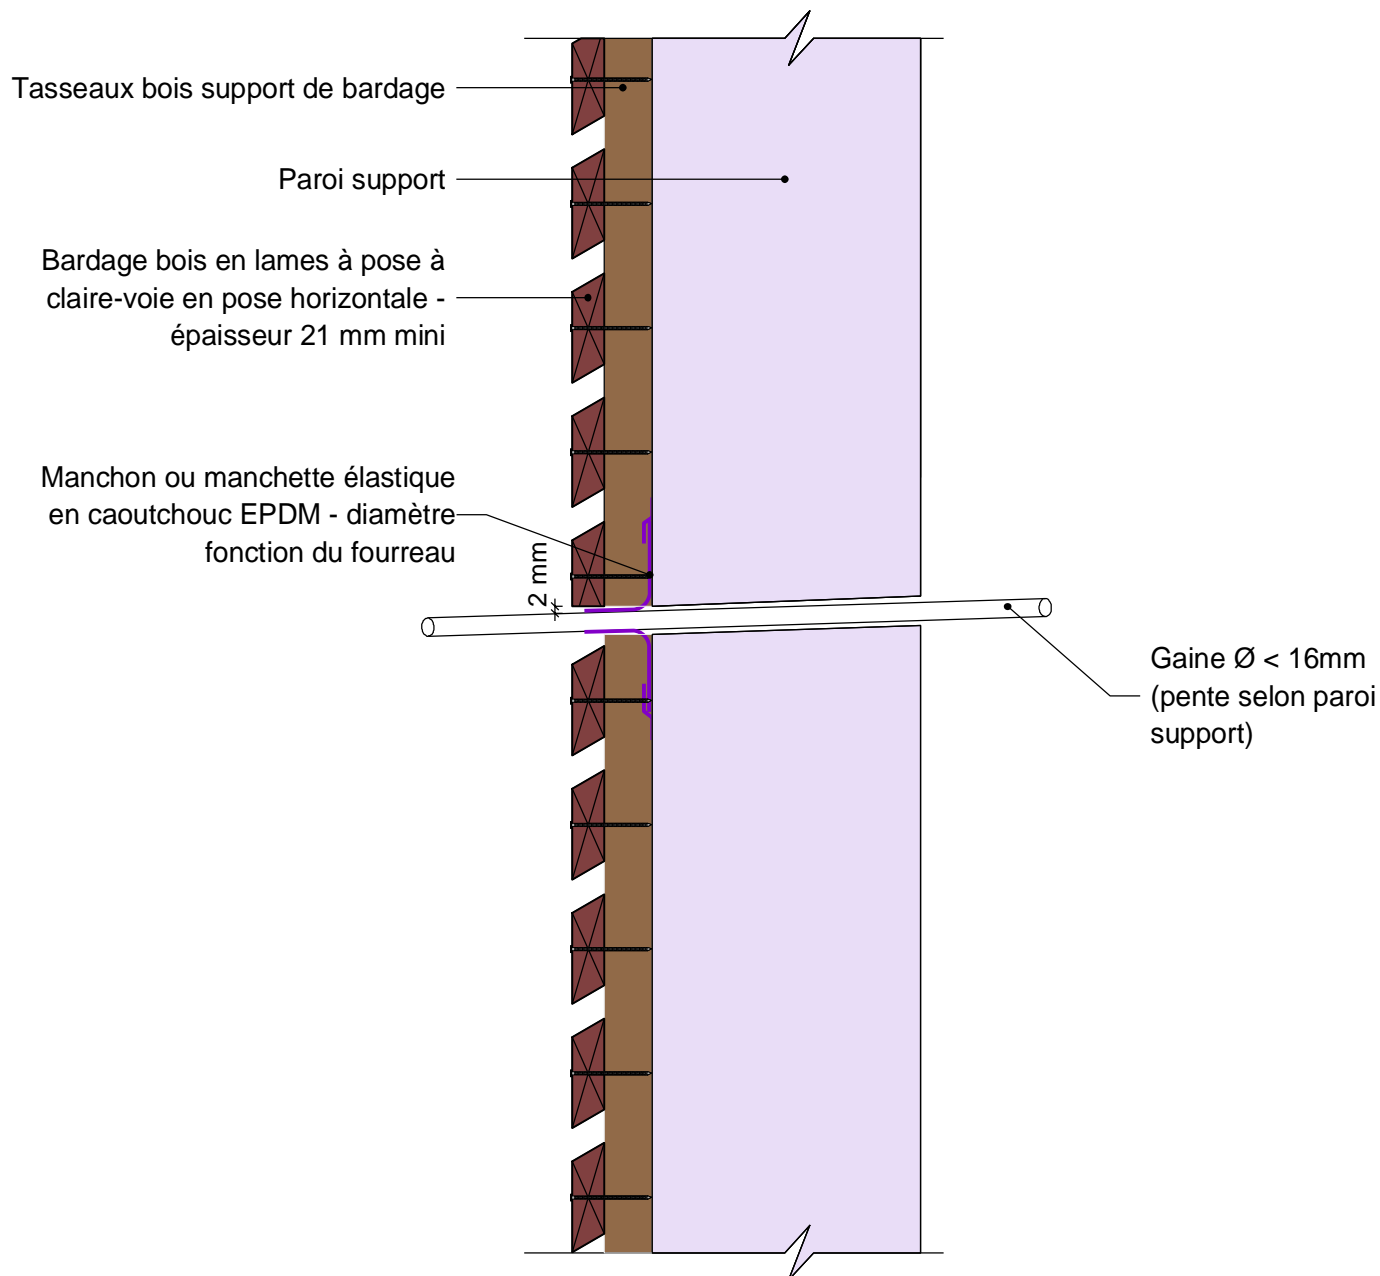 Tasseaux bois support de bardage
Paroi support
Bardage bois en lames à pose à
claire-voie en pose horizontale -
épaisseur 21 mm mini
Manchon ou manchette élastique
en caoutchouc EPDM - diamètre
fonction du fourreau
2 mm
Gaine Ø < 16mm
(pente selon paroi
support)